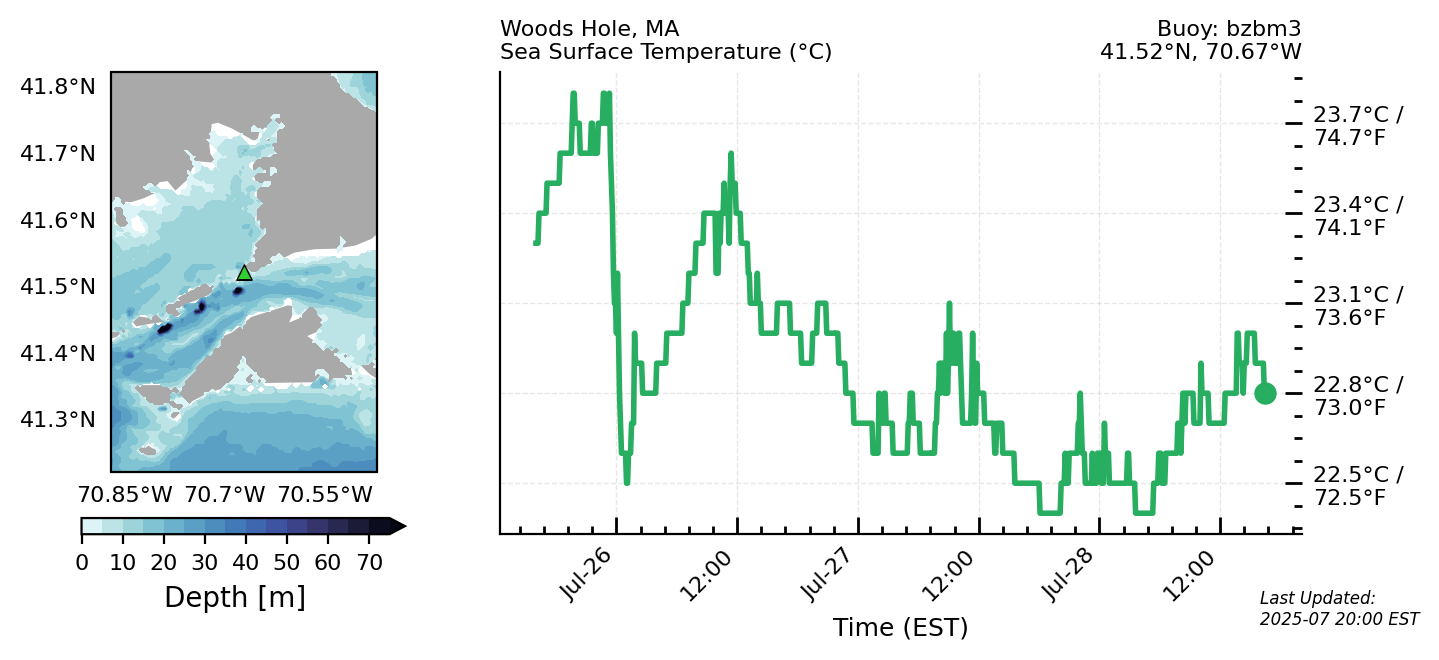 Woods Hole, MA
Sea Surface Temperature (°C)
Buoy: bzbm3
41.52°N, 70.67°W
41.8°N
41.7°N
41.6°N
41.5°N
41.4°N
41.3°N
70.85°W 70.7°W 70.55°W
0 10 20 30 40 50 60 70
Depth [m]
23.7°C /
74.7°F
23.4°C /
74.1°F
23.1°C /
73.6°F
22.8°C /
73.0°F
22.5°C /
72.5°F
Jul-26 12:00 Jul-27 12:00 Jul-28 12:00
Time (EST)
Last Updated:
2025-07 20:00 EST